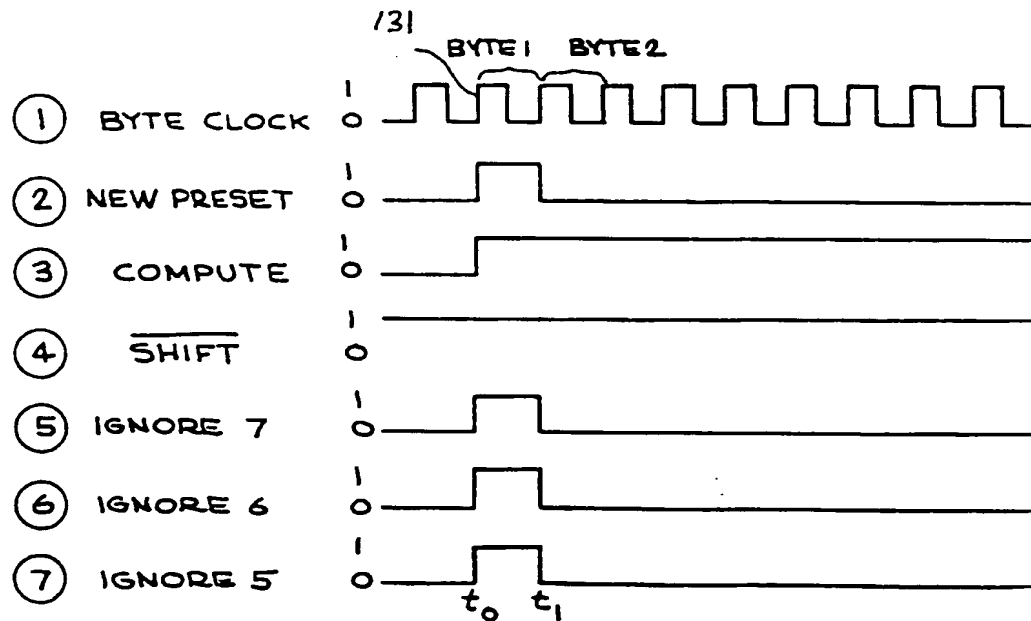 131
BYTE 1 BYTE 2
1
① BYTE CLOCK 0
1
② NEW PRESET 0
1
③ COMPUTE 0
1
④ SHIFT 0
1
⑤ IGNORE 7 0
1
⑥ IGNORE 6 0
1
⑦ IGNORE 5 0
t0 t1